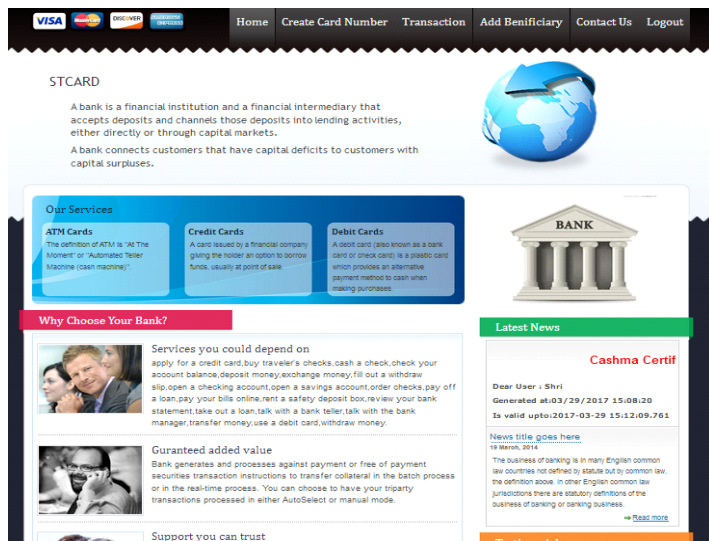 VISA MasterCard DISCOVER
Home Create Card Number Transaction Add Benificiary Contact Us Logout
STCARD
A bank is a financial institution and a financial intermediary that
accepts deposits and channels those deposits into lending activities,
either directly or through capital markets.
A bank connects customers that have capital deficits to customers with
capital surpluses.
Our Services
ATM Cards
The definition of ATM is "At The
Moment" or "Automated Teller
Machine (cash machine)".
Credit Cards
A card issued by a financial company
giving the holder an option to borrow
funds, usually at point of sale.
Debit Cards
A debit card (also known as a bank
card or check card) is a plastic card
which provides an alternative
payment method to cash when
making purchases.
BANK
Why Choose Your Bank?
Services you could depend on
apply for a credit card,buy traveler's checks,cash a check,check your
account balance,deposit money,exchange money,fill out a withdraw
slip,open a checking account,open a savings account,order checks,pay off
a loan,pay your bills online,rent a safety deposit box,review your bank
statement,take out a loan,talk with a bank teller,talk with the bank
manager,transfer money,use a debit card,withdraw money.
Guranteed added value
Bank generates and processes against payment or free of payment
securities transaction instructions to transfer collateral in the batch process
or in the real-time process. You can choose to have your triparty
transactions processed in either AutoSelect or manual mode.
Support you can trust
Latest News
Cashma Certif
Dear User : Shri
Generated at:03/29/2017 15:08:20
Is valid upto:2017-03-29 15:12:09.761
News title goes here
19 March, 2014
The business of banking is in many English common
law countries not defined by statute but by common law,
the definition above. In other English common law
jurisdictions there are statutory definitions of the
business of banking or banking business.
Read more